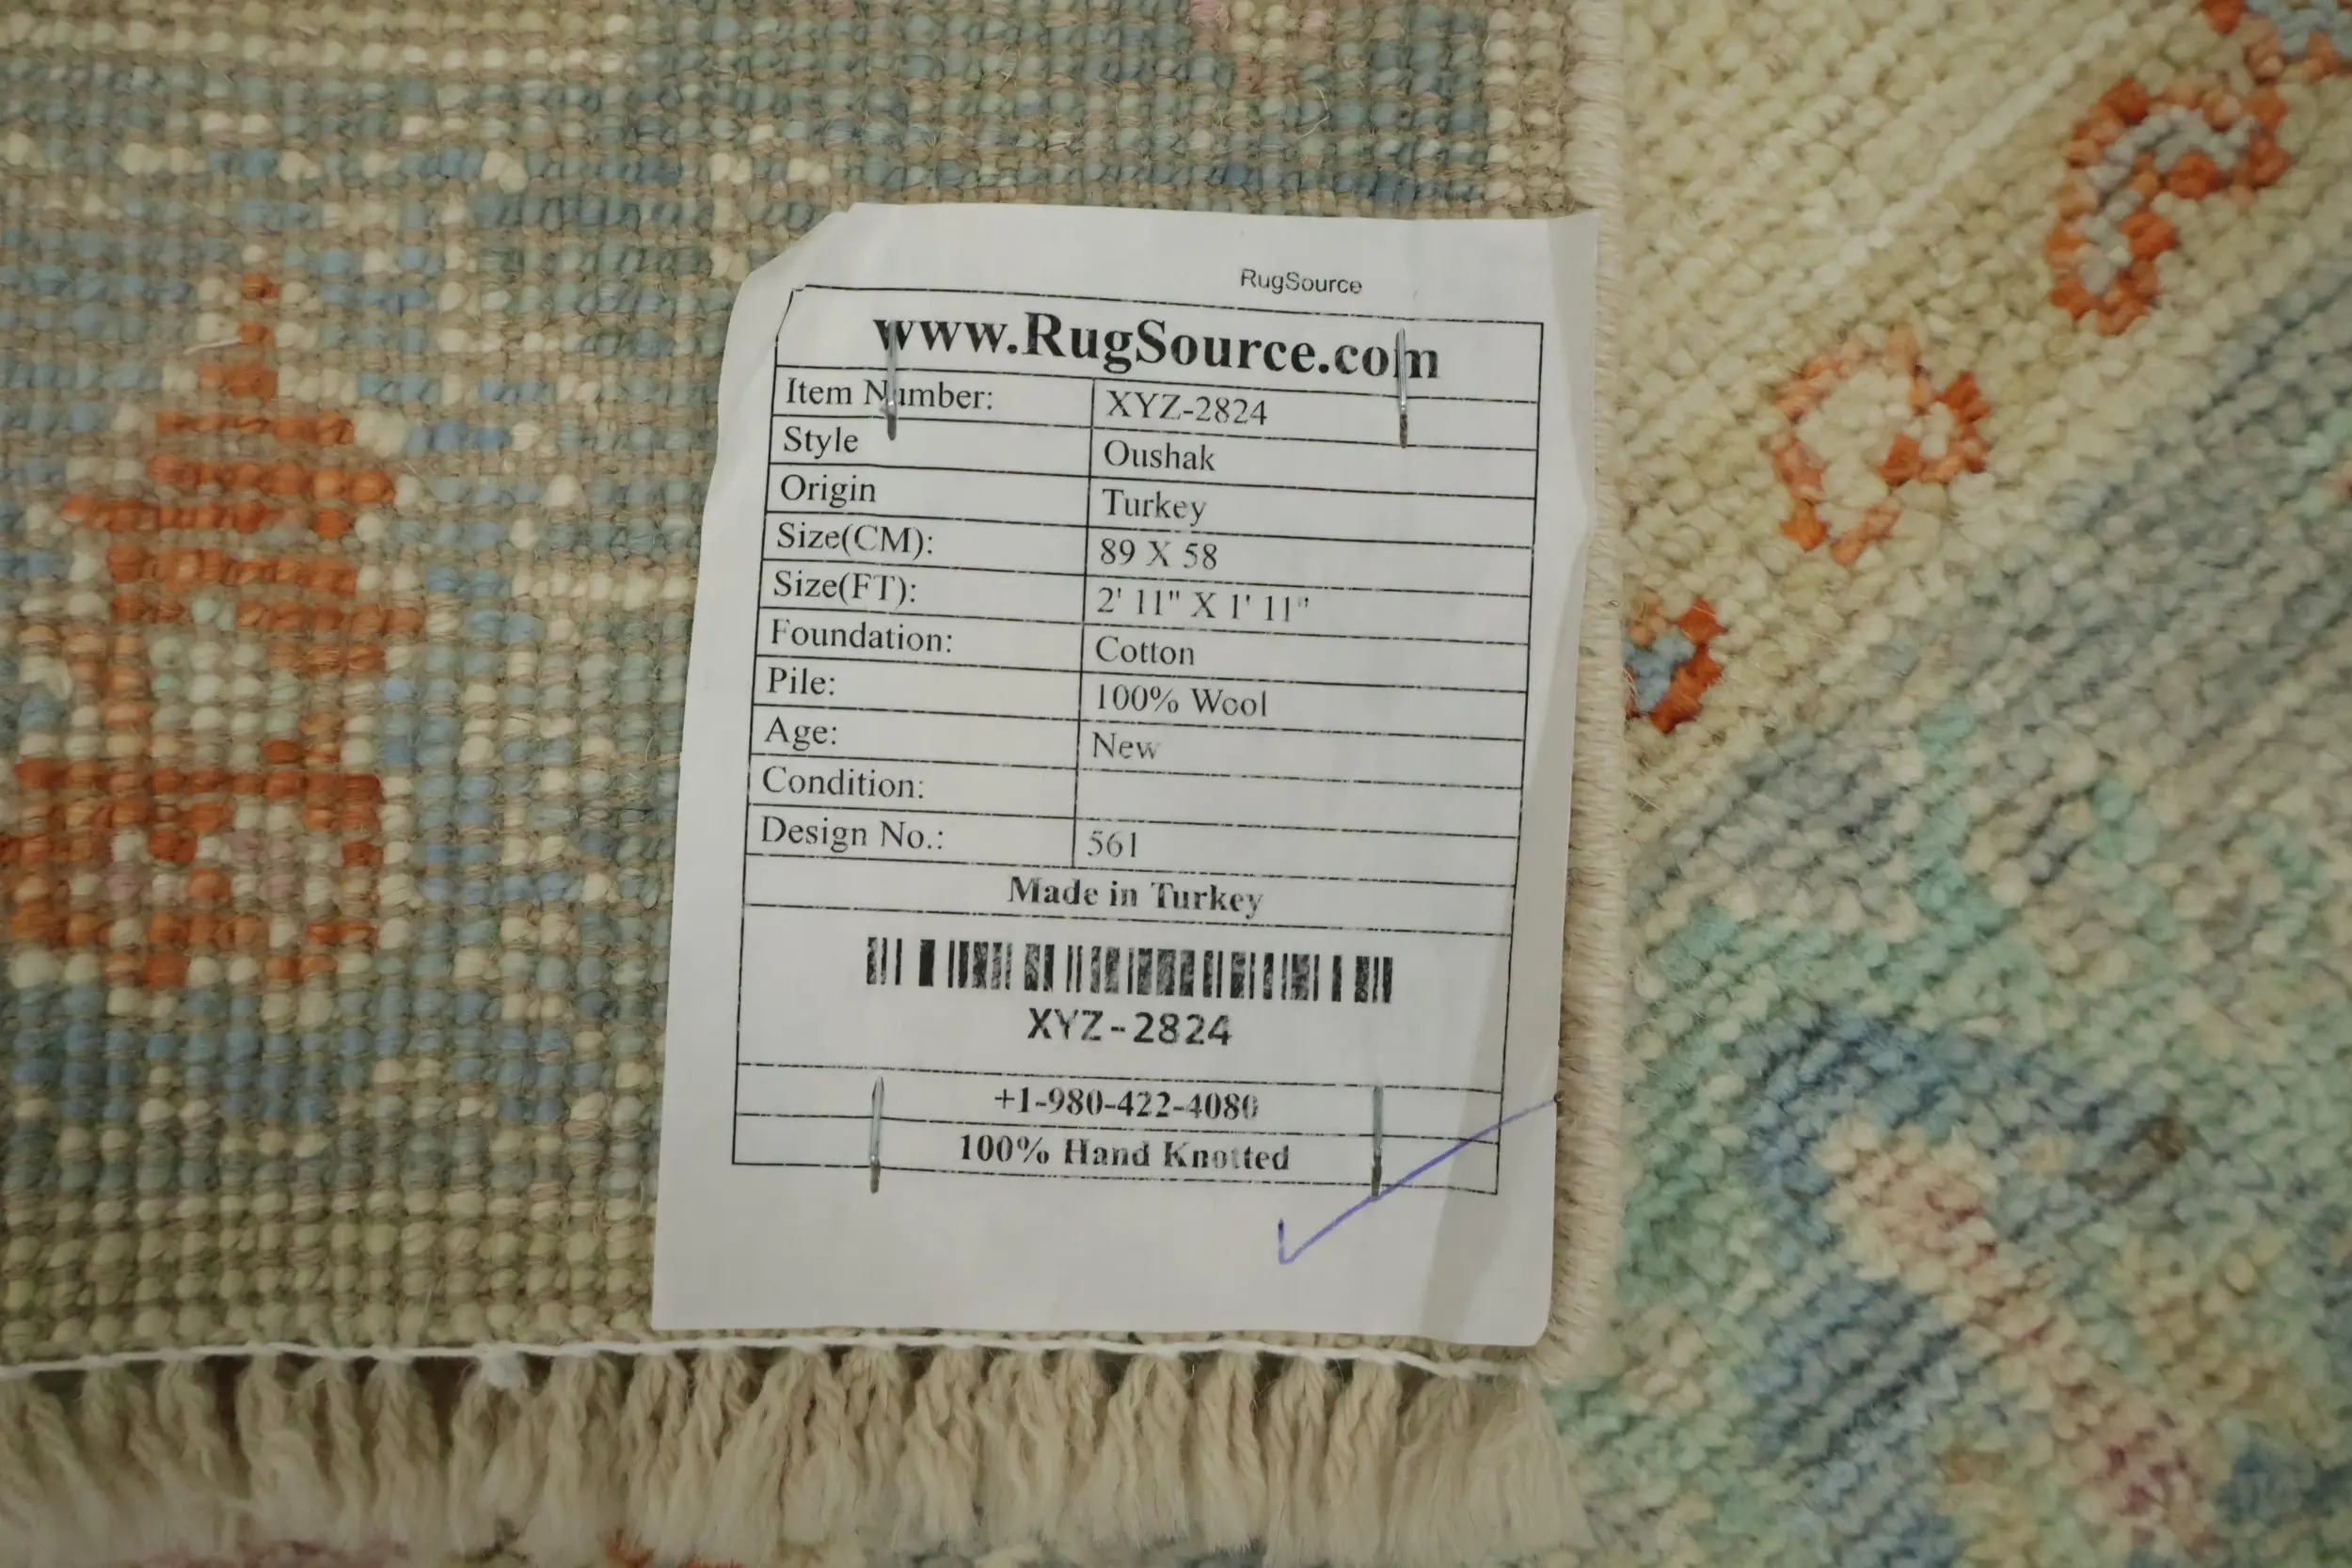 RugSource
www.RugSource.com
Item Number: XYZ-2824
Style Oushak
Origin Turkey
Size(CM): 89 X 58
Size(FT): 2' 11" X 1' 11"
Foundation: Cotton
Pile: 100% Wool
Age: New
Condition:
Design No.: 561
Made in Turkey
XYZ-2824
+1-980-422-4080
100% Hand Knotted